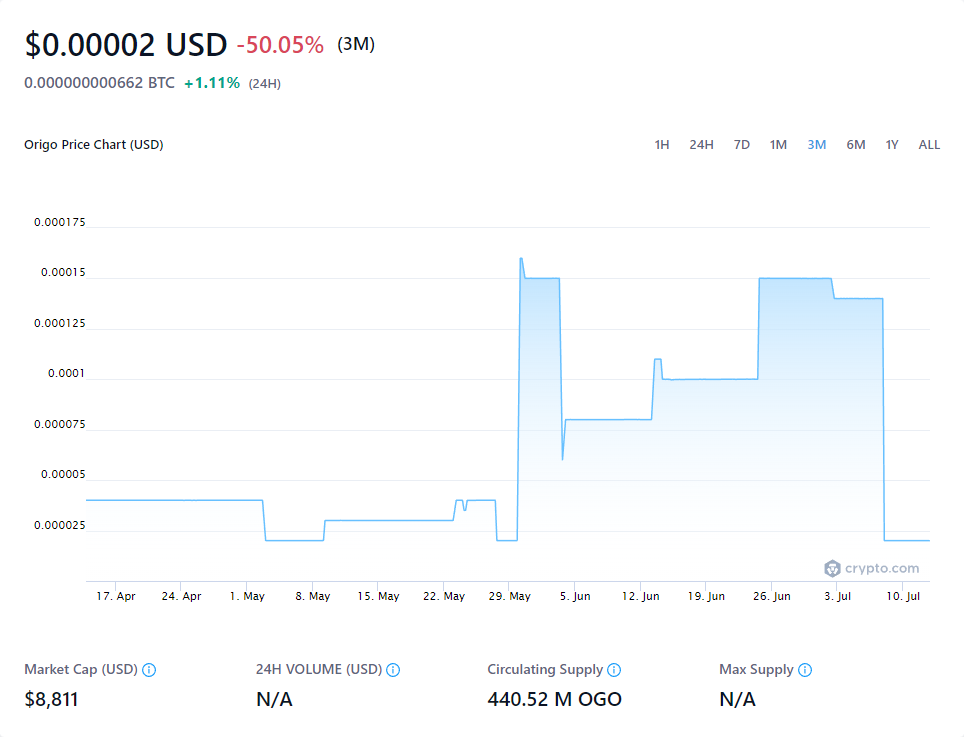 $0.00002 USD -50.05% (3M)
0.000000000662 BTC +1.11% (24H)
Origo Price Chart (USD) 1H 24H 7D 1M 3M 6M 1Y ALL
0.000175
0.00015
0.000125
0.0001
0.000075
0.00005
0.000025
crypto.com
17. Apr 24. Apr 1. May 8. May 15. May 22. May 29. May 5. Jun 12. Jun 19. Jun 26. Jun 3. Jul 10. Jul
Market Cap (USD) 24H VOLUME (USD) Circulating Supply Max Supply
$8,811 N/A 440.52 M OGO N/A